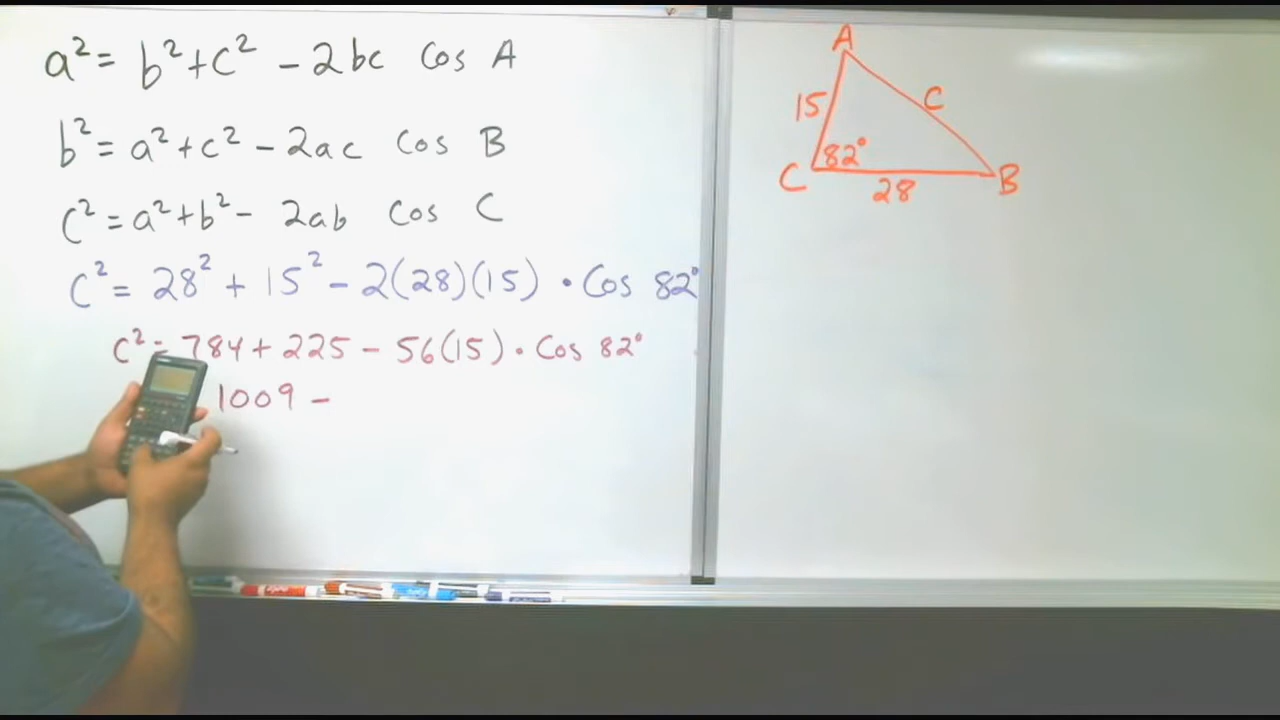 a² = b² + c² - 2bc cos A
b² = a² + c² - 2ac cos B
c² = a² + b² - 2ab cos C
c² = 28² + 15² - 2(28)(15) · cos 82°
c² = 784 + 225 - 56(15) · cos 82°
1009 -
A
15
c
82°
C
B
28